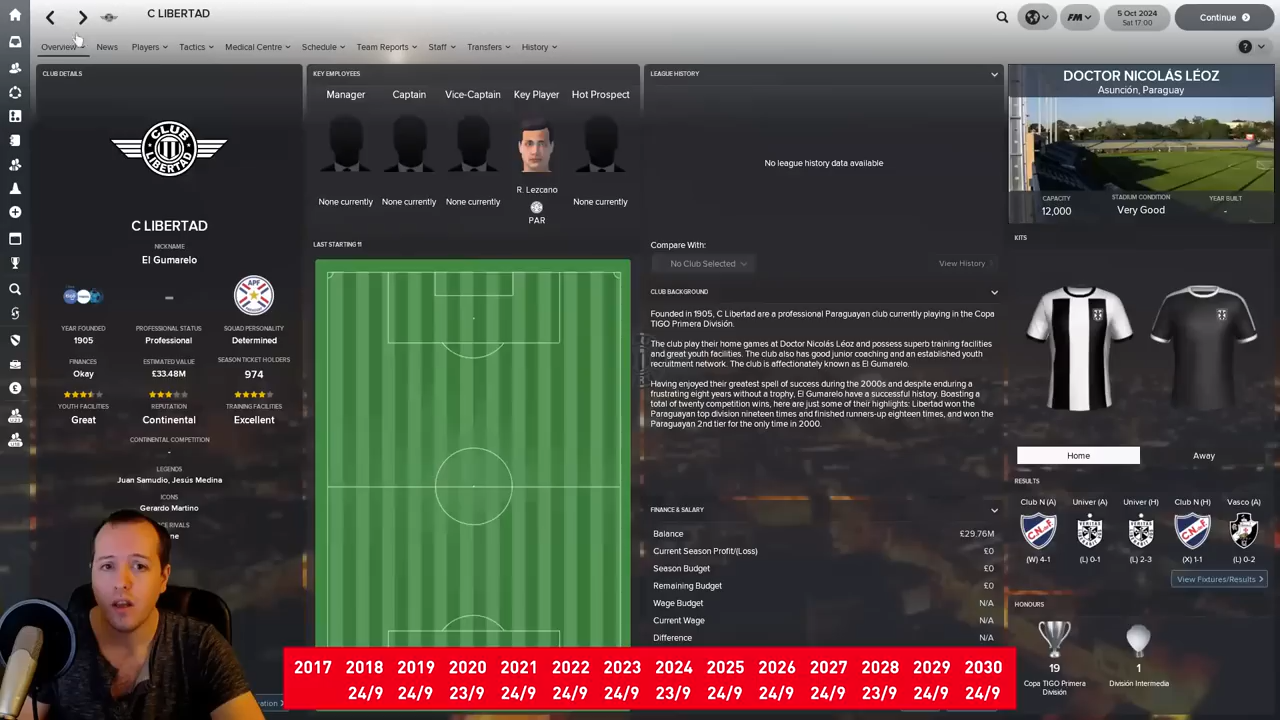 C LIBERTAD
5 Oct 2024
Sat 17:00
FM
Continue
Overview
News
Players
Tactics
Medical Centre
Schedule
Team Reports
Staff
Transfers
History
?
CLUB DETAILS
CLUB
LIBERTAD
C LIBERTAD
NICKNAME
El Gumarelo
-
APF
YEAR FOUNDED
PROFESSIONAL STATUS
SQUAD PERSONALITY
1905
Professional
Determined
FINANCES
ESTIMATED VALUE
SEASON TICKET HOLDERS
Okay
£33.48M
974
YOUTH FACILITIES
REPUTATION
TRAINING FACILITIES
Great
Continental
Excellent
CONTINENTAL COMPETITION
-
LEGENDS
Juan Samudio, Jesús Medina
ICONS
Gerardo Martino
KEY EMPLOYEES
Manager
Captain
Vice-Captain
Key Player
Hot Prospect
None currently
None currently
None currently
R. Lezcano
PAR
None currently
LAST STARTING 11
LEAGUE HISTORY
No league history data available
Compare With:
No Club Selected
View History
CLUB BACKGROUND
Founded in 1905, C Libertad are a professional Paraguayan club currently playing in the Copa
TIGO Primera División.
The club play their home games at Doctor Nicolás Léoz and possess superb training facilities
and great youth facilities. The club also has good junior coaching and an established youth
recruitment network. The club is affectionately known as El Gumarelo.
Having enjoyed their greatest spell of success during the 2000s and despite enduring a
frustrating eight years without a trophy, El Gumarelo have a successful history. Boasting a
total of twenty competition wins, here are just some of their highlights: Libertad won the
Paraguayan top division nineteen times and finished runners-up eighteen times, and won the
Paraguayan 2nd tier for the only time in 2000.
FINANCE & SALARY
Balance
£29.76M
Current Season Profit/(Loss)
£0
Season Budget
£0
Remaining Budget
£0
Wage Budget
N/A
Current Wage
N/A
Difference
N/A
DOCTOR NICOLÁS LÉOZ
Asunción, Paraguay
CAPACITY
STADIUM CONDITION
YEAR BUILT
12,000
Very Good
-
KITS
Home
Away
RESULTS
Club N (A)
Univer (A)
Univer (H)
Club N (H)
Vasco (A)
(W) 4-1
(L) 0-1
(L) 2-3
(X) 1-1
(L) 0-2
View Fixtures/Results
HONOURS
19
1
Copa TIGO Primera
División
División Intermedia
2017 2018 2019 2020 2021 2022 2023 2024 2025 2026 2027 2028 2029 2030
24/9 24/9 23/9 24/9 24/9 24/9 23/9 24/9 24/9 24/9 23/9 24/9 24/9